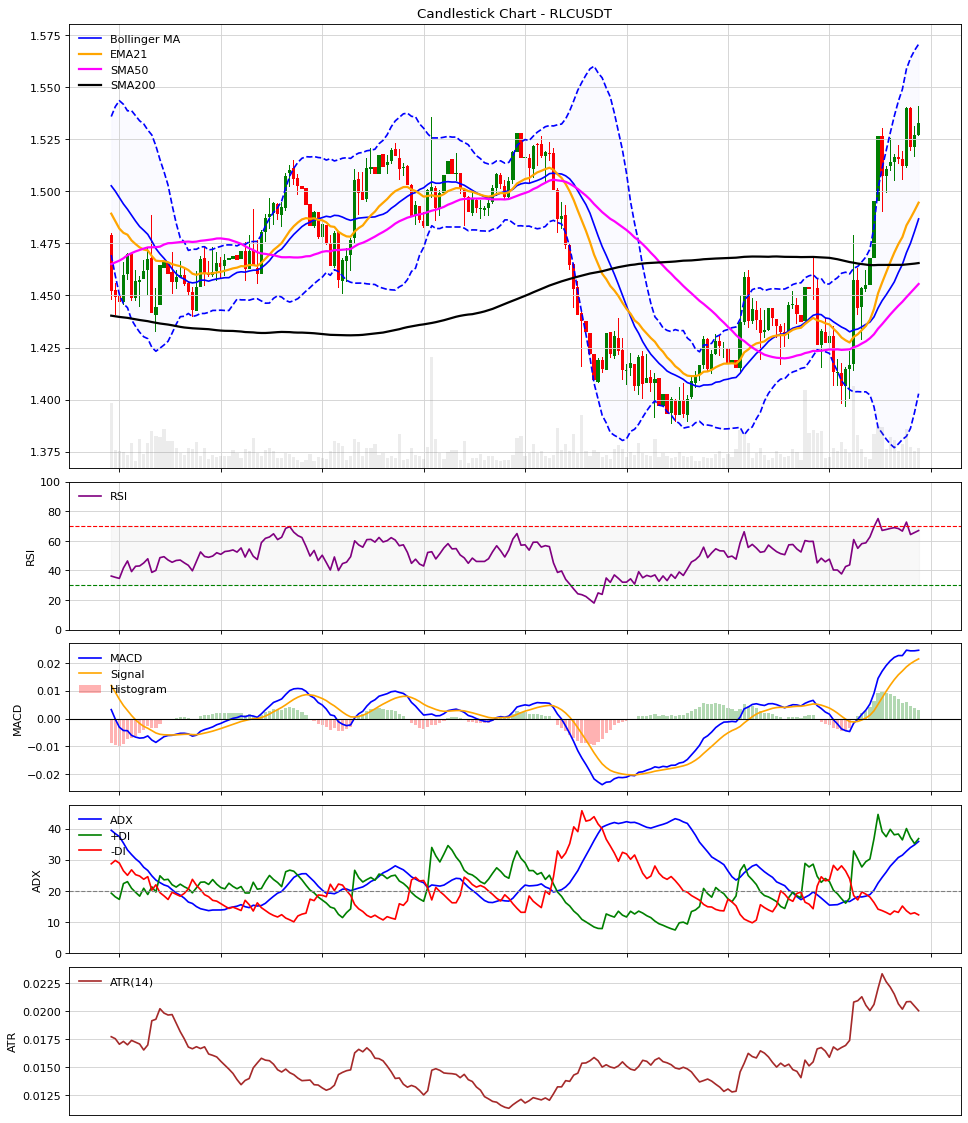 Candlestick Chart - RLCUSDT
1.575
1.550
1.525
1.500
1.475
1.450
1.425
1.400
1.375
Bollinger MA
EMA21
SMA50
SMA200
100
80
60
40
20
0
RSI
RSI
0.02
0.01
0.00
−0.01
−0.02
MACD
MACD
Signal
Histogram
40
30
20
10
0
ADX
ADX
+DI
-DI
0.0225
0.0200
0.0175
0.0150
0.0125
ATR
ATR(14)